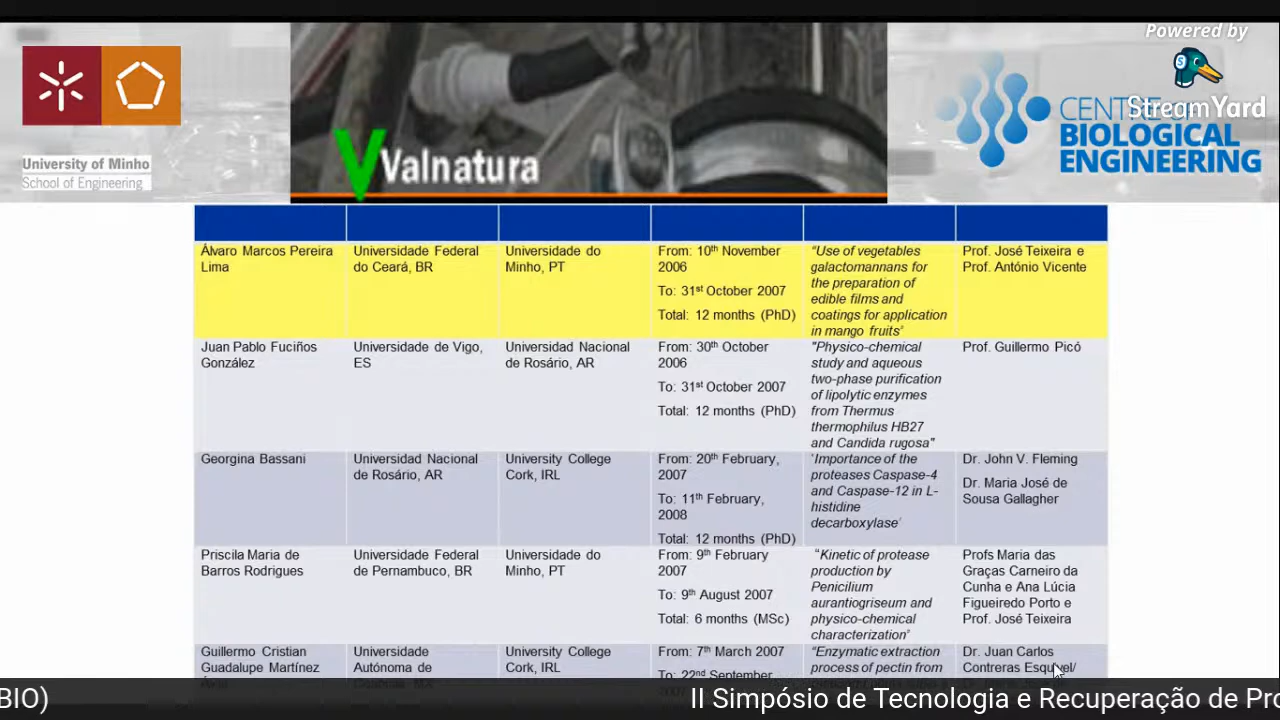 Powered by
StreamYard
University of Minho
School of Engineering
Valnatura
CENTRE OF
BIOLOGICAL
ENGINEERING
Álvaro Marcos Pereira
Lima
Universidade Federal
do Ceará, BR
Universidade do
Minho, PT
From: 10th November
2006
To: 31st October 2007
Total: 12 months (PhD)
"Use of vegetables
galactomannans for
the preparation of
edible films and
coatings for application
in mango fruits"
Prof. José Teixeira e
Prof. António Vicente
Juan Pablo Fuciños
González
Universidade de Vigo,
ES
Universidad Nacional
de Rosário, AR
From: 30th October
2006
To: 31st October 2007
Total: 12 months (PhD)
"Physico-chemical
study and aqueous
two-phase purification
of lipolytic enzymes
from Thermus
thermophilus HB27
and Candida rugosa"
Prof. Guillermo Picó
Georgina Bassani
Universidad Nacional
de Rosário, AR
University College
Cork, IRL
From: 20th February,
2007
To: 11th February,
2008
Total: 12 months (PhD)
'Importance of the
proteases Caspase-4
and Caspase-12 in L-
histidine
decarboxylase'
Dr. John V. Fleming
Dr. Maria José de
Sousa Gallagher
Priscila Maria de
Barros Rodrigues
Universidade Federal
de Pernambuco, BR
Universidade do
Minho, PT
From: 9th February
2007
To: 9th August 2007
Total: 6 months (MSc)
"Kinetic of protease
production by
Penicilium
aurantiogriseum and
physico-chemical
characterization"
Profs Maria das
Graças Carneiro da
Cunha e Ana Lúcia
Figueiredo Porto e
Prof. José Teixeira
Guillermo Cristian
Guadalupe Martínez
Universidade
Autónoma de
University College
Cork, IRL
From: 7th March 2007
To: 22nd September
"Enzymatic extraction
process of pectin from
Dr. Juan Carlos
Contreras Esquivel/
BIO)
II Simpósio de Tecnologia e Recuperação de Pro